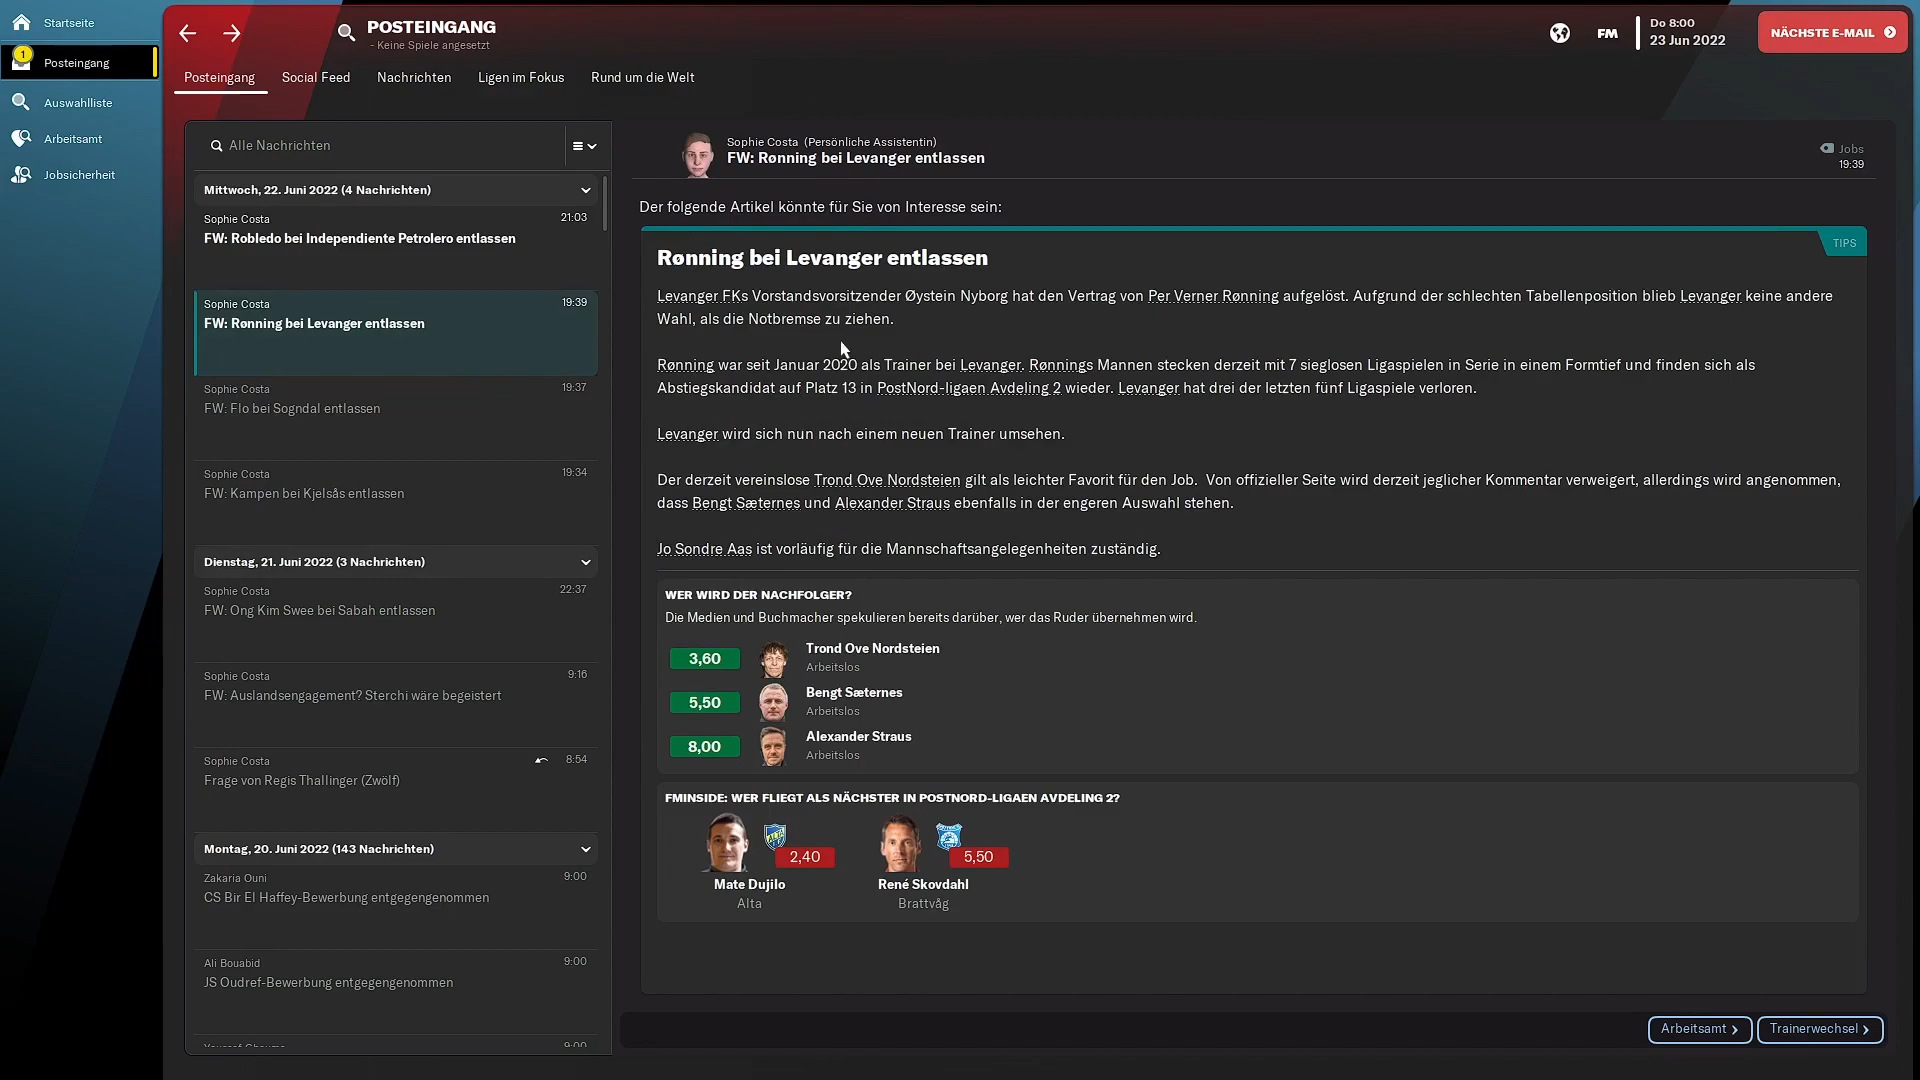 Startseite
1
Posteingang
Auswahlliste
Arbeitsamt
Jobsicherheit
POSTEINGANG
- Keine Spiele angesetzt
FM
Do 8:00
23 Jun 2022
NÄCHSTE E-MAIL
Posteingang Social Feed Nachrichten Ligen im Fokus Rund um die Welt
Alle Nachrichten
Mittwoch, 22. Juni 2022 (4 Nachrichten)
Sophie Costa 21:03
FW: Robledo bei Independiente Petrolero entlassen
Sophie Costa 19:39
FW: Rønning bei Levanger entlassen
Sophie Costa 19:37
FW: Flo bei Sogndal entlassen
Sophie Costa 19:34
FW: Kampen bei Kjelsås entlassen
Dienstag, 21. Juni 2022 (3 Nachrichten)
Sophie Costa 22:37
FW: Ong Kim Swee bei Sabah entlassen
Sophie Costa 9:16
FW: Auslandsengagement? Sterchi wäre begeistert
Sophie Costa 8:54
Frage von Regis Thallinger (Zwölf)
Montag, 20. Juni 2022 (143 Nachrichten)
Zakaria Ouni 9:00
CS Bir El Haffey-Bewerbung entgegengenommen
Ali Bouabid 9:00
JS Oudref-Bewerbung entgegengenommen
9:00
Sophie Costa (Persönliche Assistentin)
FW: Rønning bei Levanger entlassen
Jobs
19:39
Der folgende Artikel könnte für Sie von Interesse sein:
TIPS
Rønning bei Levanger entlassen
Levanger FKs Vorstandsvorsitzender Øystein Nyborg hat den Vertrag von Per Verner Rønning aufgelöst. Aufgrund der schlechten Tabellenposition blieb Levanger keine andere
Wahl, als die Notbremse zu ziehen.
Rønning war seit Januar 2020 als Trainer bei Levanger. Rønnings Mannen stecken derzeit mit 7 sieglosen Ligaspielen in Serie in einem Formtief und finden sich als
Abstiegskandidat auf Platz 13 in PostNord-ligaen Avdeling 2 wieder. Levanger hat drei der letzten fünf Ligaspiele verloren.
Levanger wird sich nun nach einem neuen Trainer umsehen.
Der derzeit vereinslose Trond Ove Nordsteien gilt als leichter Favorit für den Job. Von offizieller Seite wird derzeit jeglicher Kommentar verweigert, allerdings wird angenommen,
dass Bengt Sæternes und Alexander Straus ebenfalls in der engeren Auswahl stehen.
Jo Sondre Aas ist vorläufig für die Mannschaftsangelegenheiten zuständig.
WER WIRD DER NACHFOLGER?
Die Medien und Buchmacher spekulieren bereits darüber, wer das Ruder übernehmen wird.
3,60 Trond Ove Nordsteien
Arbeitslos
5,50 Bengt Sæternes
Arbeitslos
8,00 Alexander Straus
Arbeitslos
FMINSIDE: WER FLIEGT ALS NÄCHSTER IN POSTNORD-LIGAEN AVDELING 2?
2,40 5,50
Mate Dujilo René Skovdahl
Alta Brattvåg
Arbeitsamt Trainerwechsel